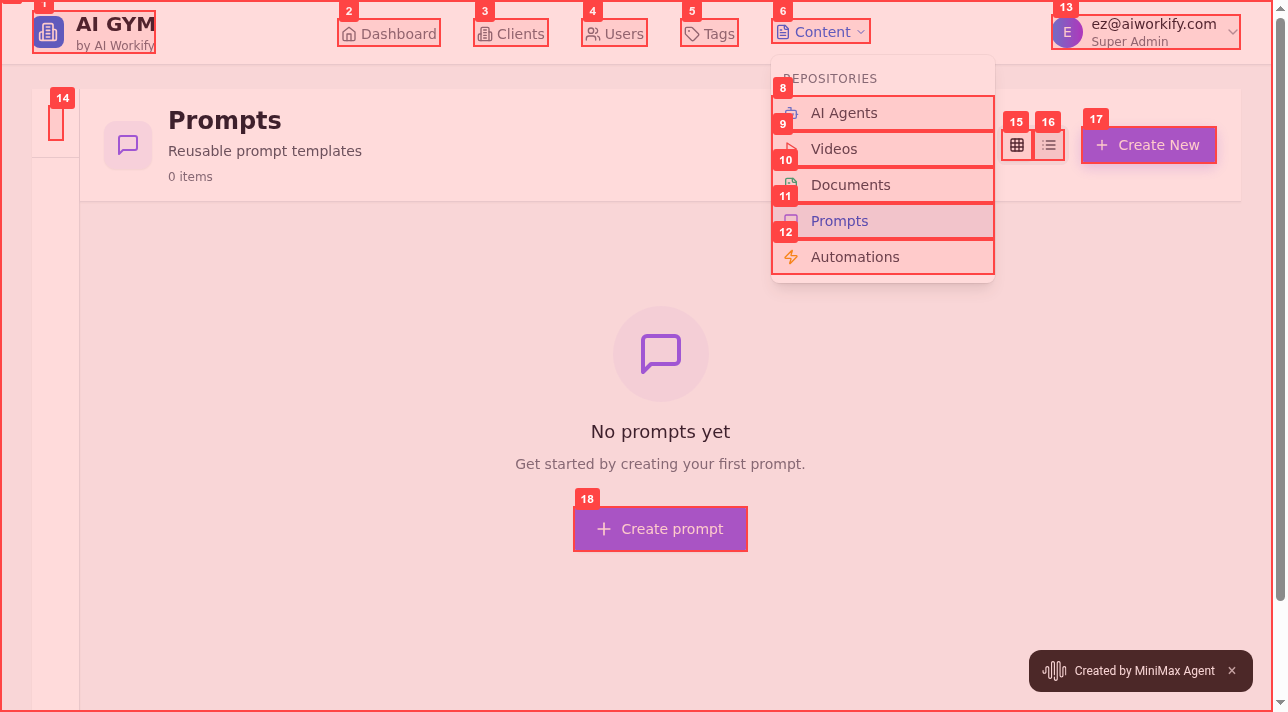 1
AI GYM
by AI Workify
2
Dashboard
3
Clients
4
Users
5
Tags
6
Content
13
E
ez@aiworkify.com
Super Admin
REPOSITORIES
8
AI Agents
9
Videos
10
Documents
11
Prompts
12
Automations
14
Prompts
Reusable prompt templates
0 items
15
16
17
Create New
No prompts yet
Get started by creating your first prompt.
18
Create prompt
Created by MiniMax Agent ×